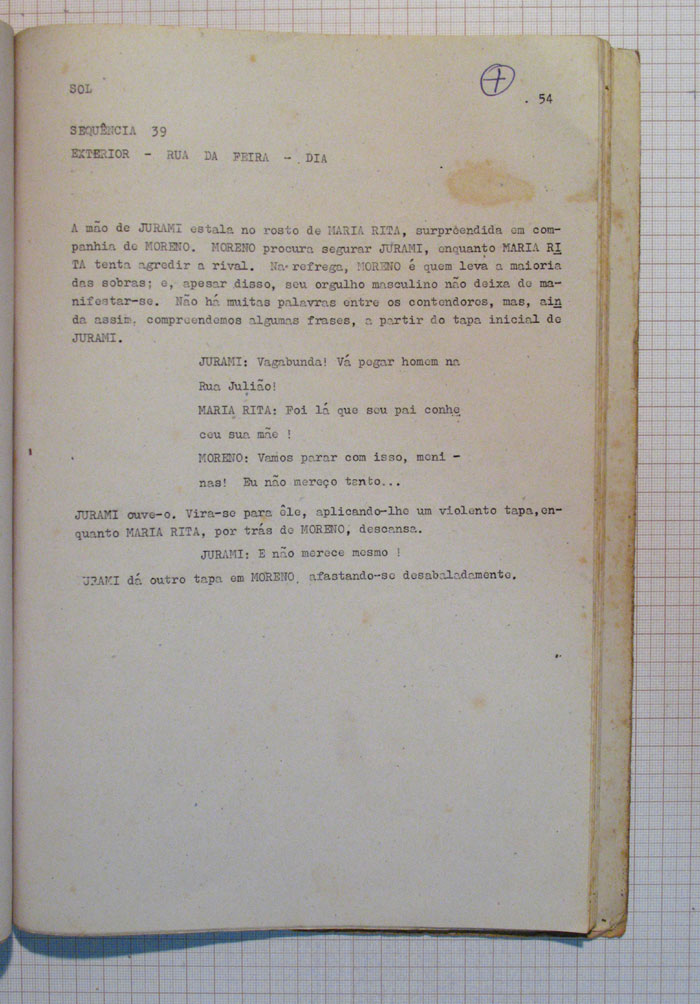 SOL
+
. 54
SEQUÊNCIA 39
EXTERIOR - RUA DA FEIRA - DIA
A mão de JURAMI estala no rosto de MARIA RITA, surpreendida em com-
panhia de MORENO. MORENO procura segurar JURAMI, enquanto MARIA RI
TA tenta agredir a rival. Na refrega, MORENO é quem leva a maioria
das sobras; e, apesar disso, seu orgulho masculino não deixa de ma-
nifestar-se. Não há muitas palavras entre os contendores, mas, ain
da assim, compreendemos algumas frases, a partir do tapa inicial de
JURAMI.
JURAMI: Vagabunda! Vá pegar homem na
Rua Julião!
MARIA RITA: Foi lá que seu pai conhe
ceu sua mãe !
MORENO: Vamos parar com isso, meni -
nas! Eu não mereço tanto...
JURAMI ouve-o. Vira-se para êle, aplicando-lhe um violento tapa,en-
quanto MARIA RITA, por trás de MORENO, descansa.
JURAMI: E não merece mesmo !
JURAMI dá outro tapa em MORENO, afastando-se desabaladamente.